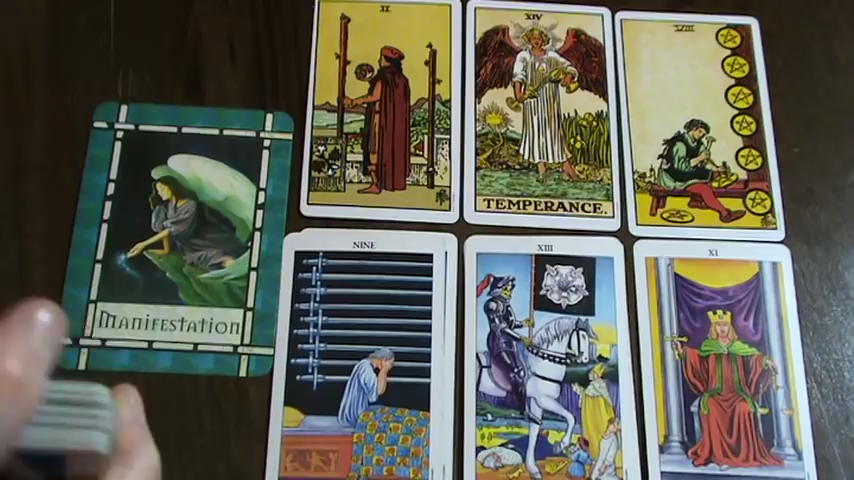 II
XIV
VIII
TEMPERANCE.
MANIFESTATION
NINE
XIII
XI